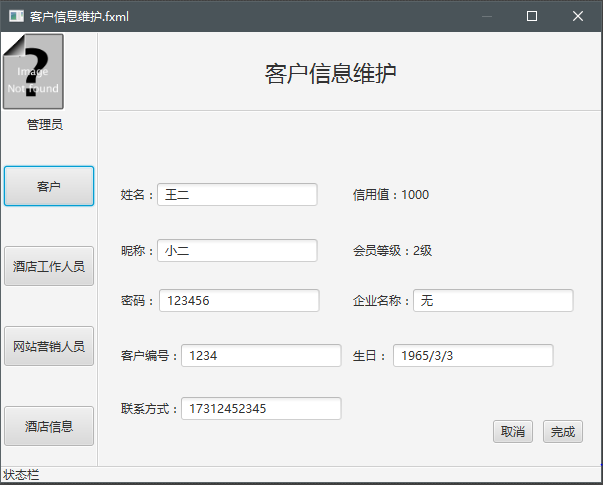 客户信息维护.fxml
Image
Not found
管理员
客户
酒店工作人员
网站营销人员
酒店信息
客户信息维护
姓名： 王二 信用值：1000
昵称： 小二 会员等级：2级
密码： 123456 企业名称： 无
客户编号： 1234 生日： 1965/3/3
联系方式： 17312452345
取消 完成
状态栏